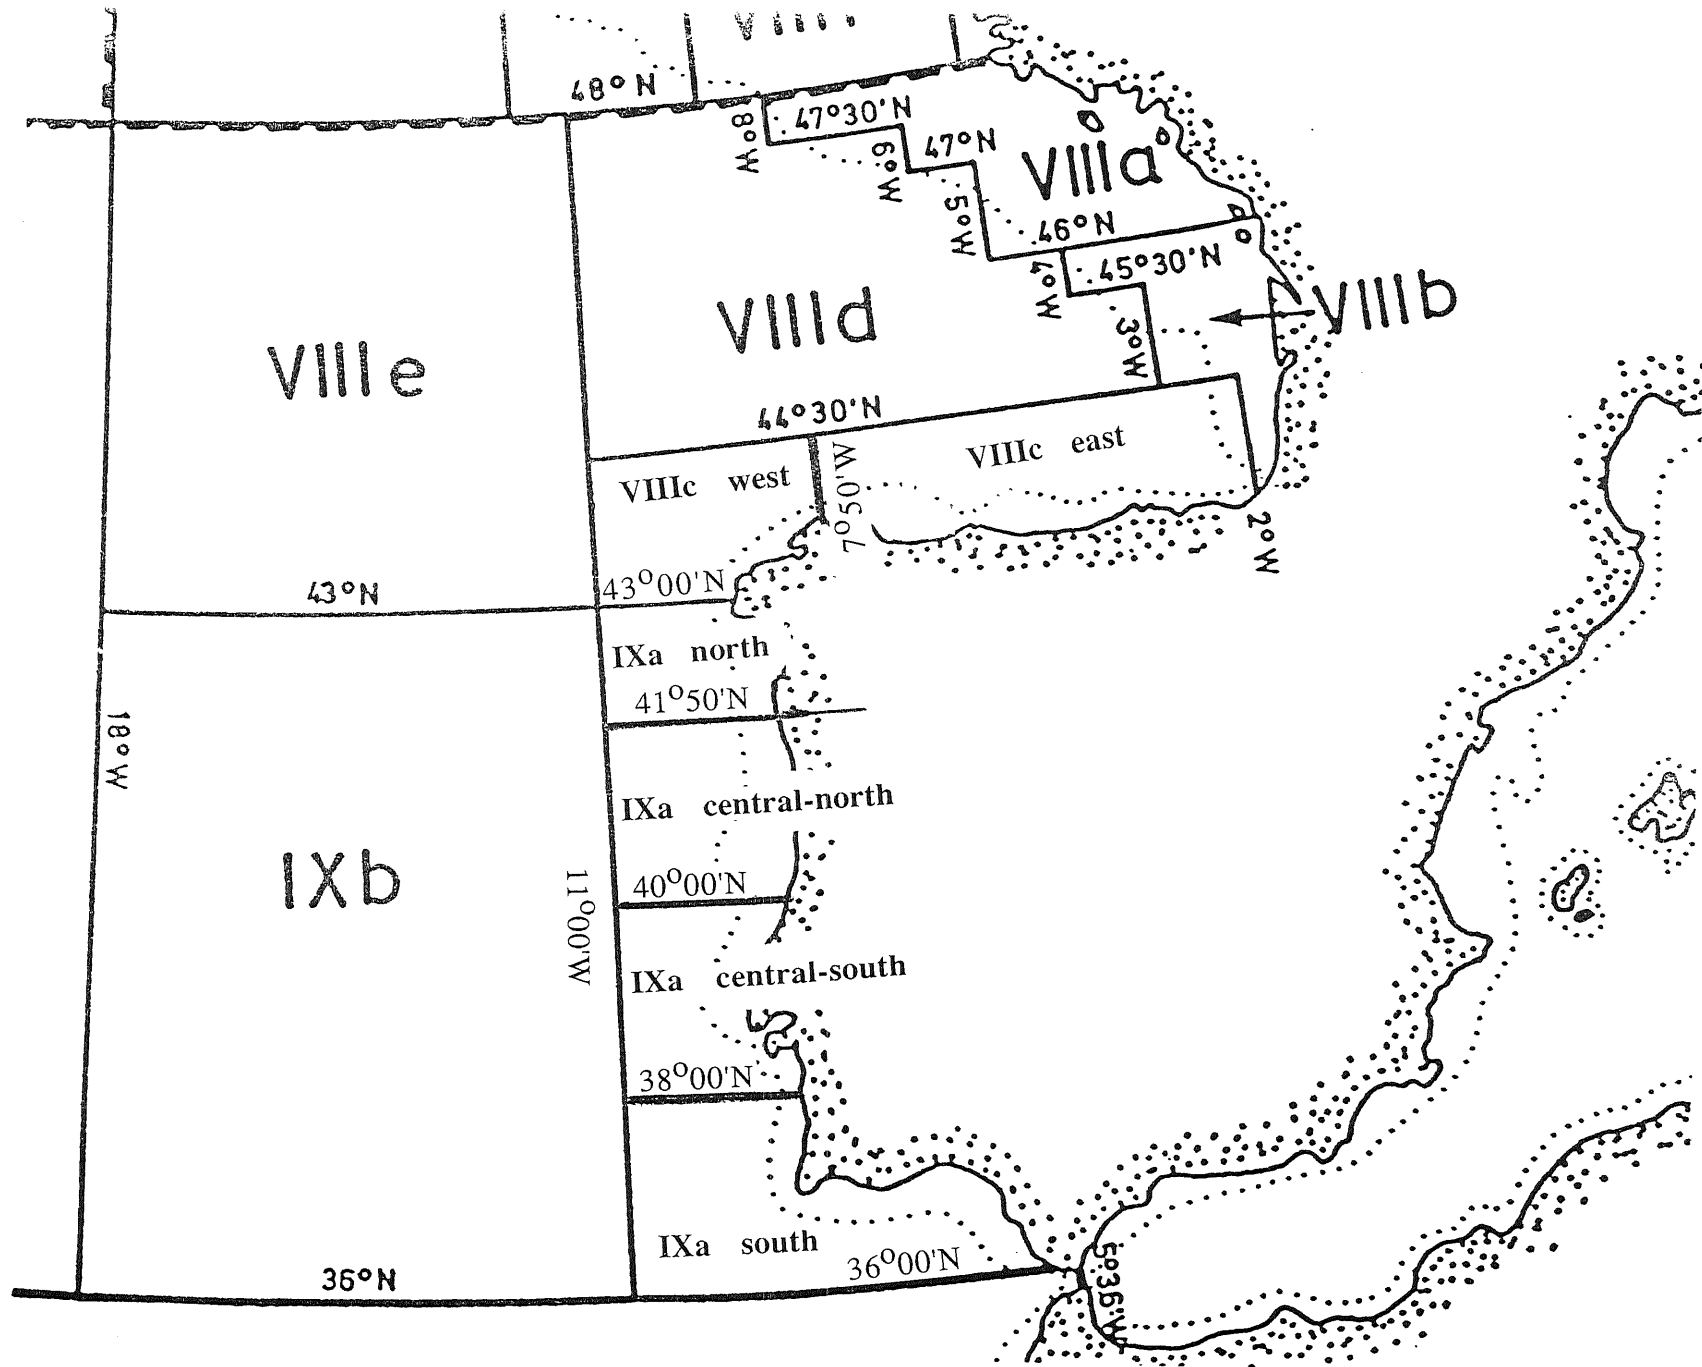 48°N
8°W
47°30'N
6°W
47°N
5°W
VIIIa
46°N
4°W
45°30'N
3°W
VIIIb
VIIId
VIIIe
44°30'N
VIIIc west
7°50'W
VIIIc east
2°W
43°N
43°00'N
IXa north
41°50'N
18°W
IXa central-north
IXb
11°00'W
40°00'N
IXa central-south
38°00'N
IXa south
36°00'N
36°N
5°36'W